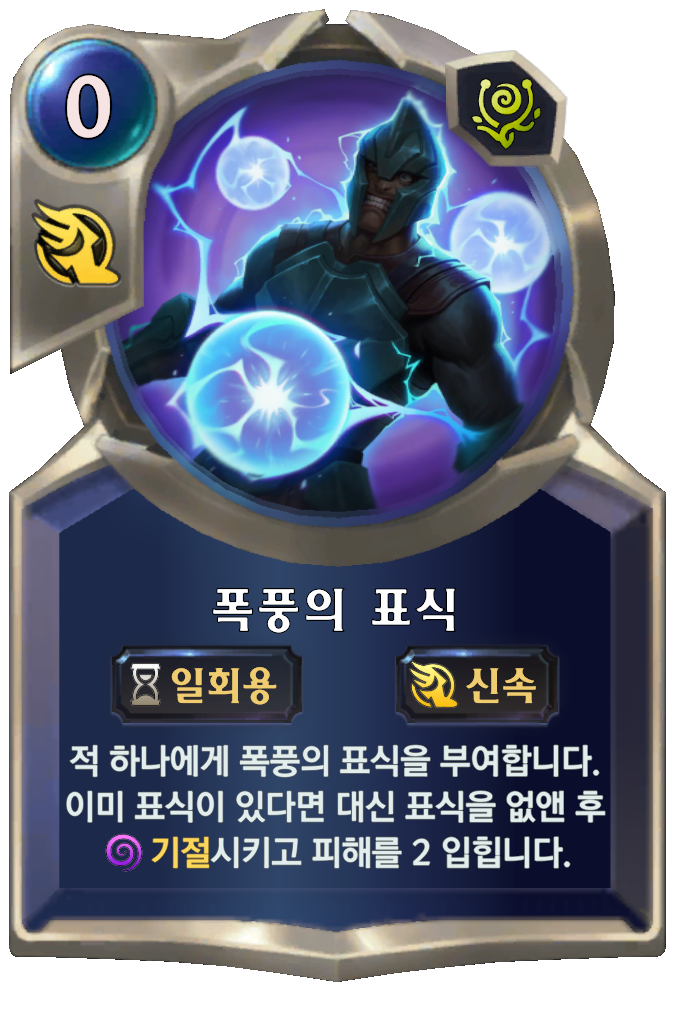 0
폭풍의 표식
일회용 신속
적 하나에게 폭풍의 표식을 부여합니다.
이미 표식이 있다면 대신 표식을 없앤 후
기절시키고 피해를 2 입힙니다.